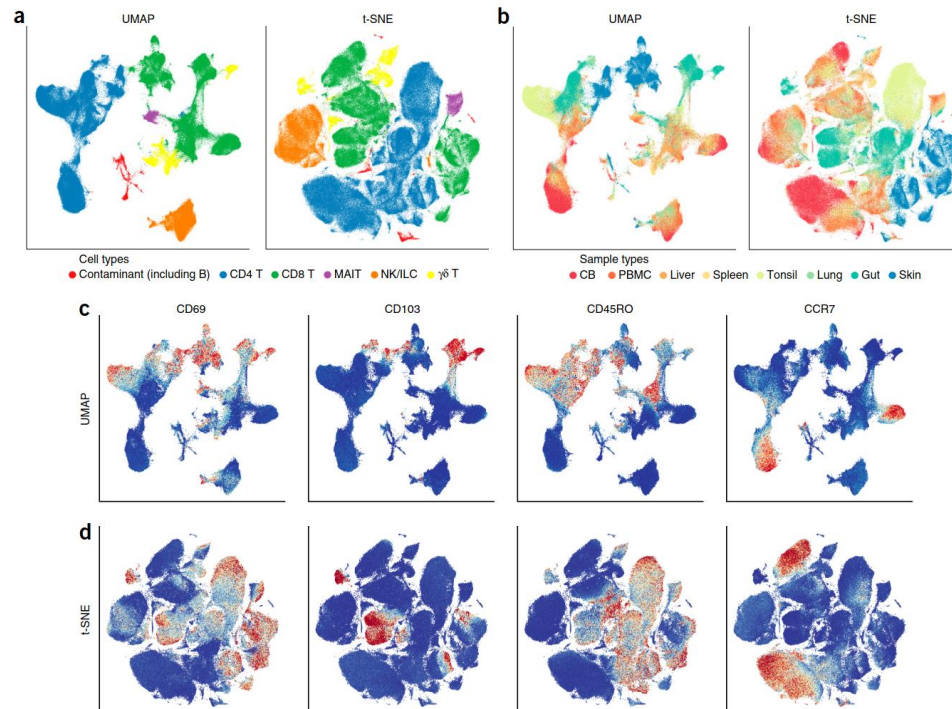 a
UMAP
t-SNE
Cell types
Contaminant (including B) CD4 T CD8 T MAIT NK/ILC γδ T
b
UMAP
t-SNE
Sample types
CB PBMC Liver Spleen Tonsil Lung Gut Skin
c
CD69 CD103 CD45RO CCR7
UMAP
d
t-SNE